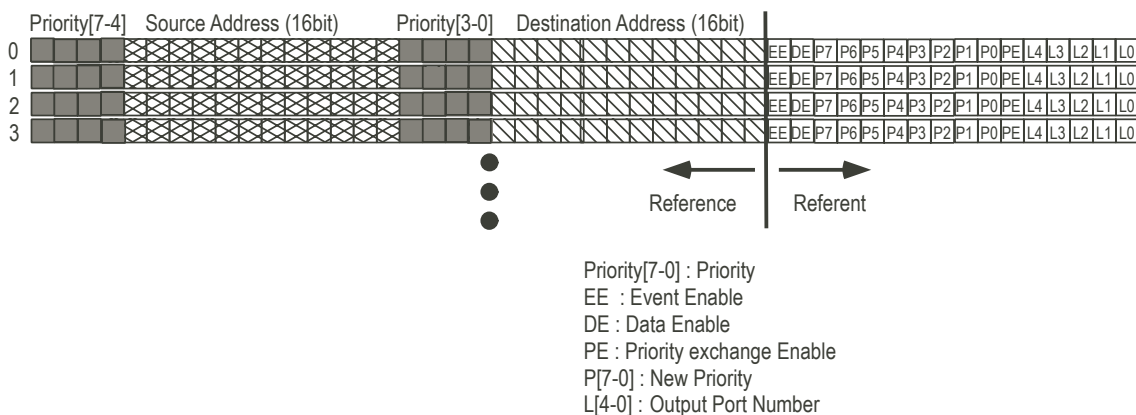 Priority[7-4] Source Address (16bit) Priority[3-0] Destination Address (16bit)
0 EE DE P7 P6 P5 P4 P3 P2 P1 P0 PE L4 L3 L2 L1 L0
1 EE DE P7 P6 P5 P4 P3 P2 P1 P0 PE L4 L3 L2 L1 L0
2 EE DE P7 P6 P5 P4 P3 P2 P1 P0 PE L4 L3 L2 L1 L0
3 EE DE P7 P6 P5 P4 P3 P2 P1 P0 PE L4 L3 L2 L1 L0
Reference Referent
Priority[7-0] : Priority
EE : Event Enable
DE : Data Enable
PE : Priority exchange Enable
P[7-0] : New Priority
L[4-0] : Output Port Number